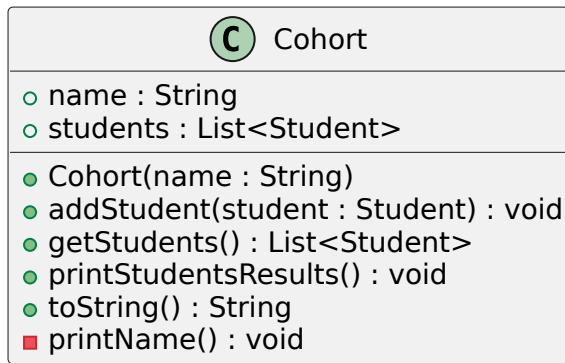 C Cohort
name : String
students : List<Student>
Cohort(name : String)
addStudent(student : Student) : void
getStudents() : List<Student>
printStudentsResults() : void
toString() : String
printName() : void